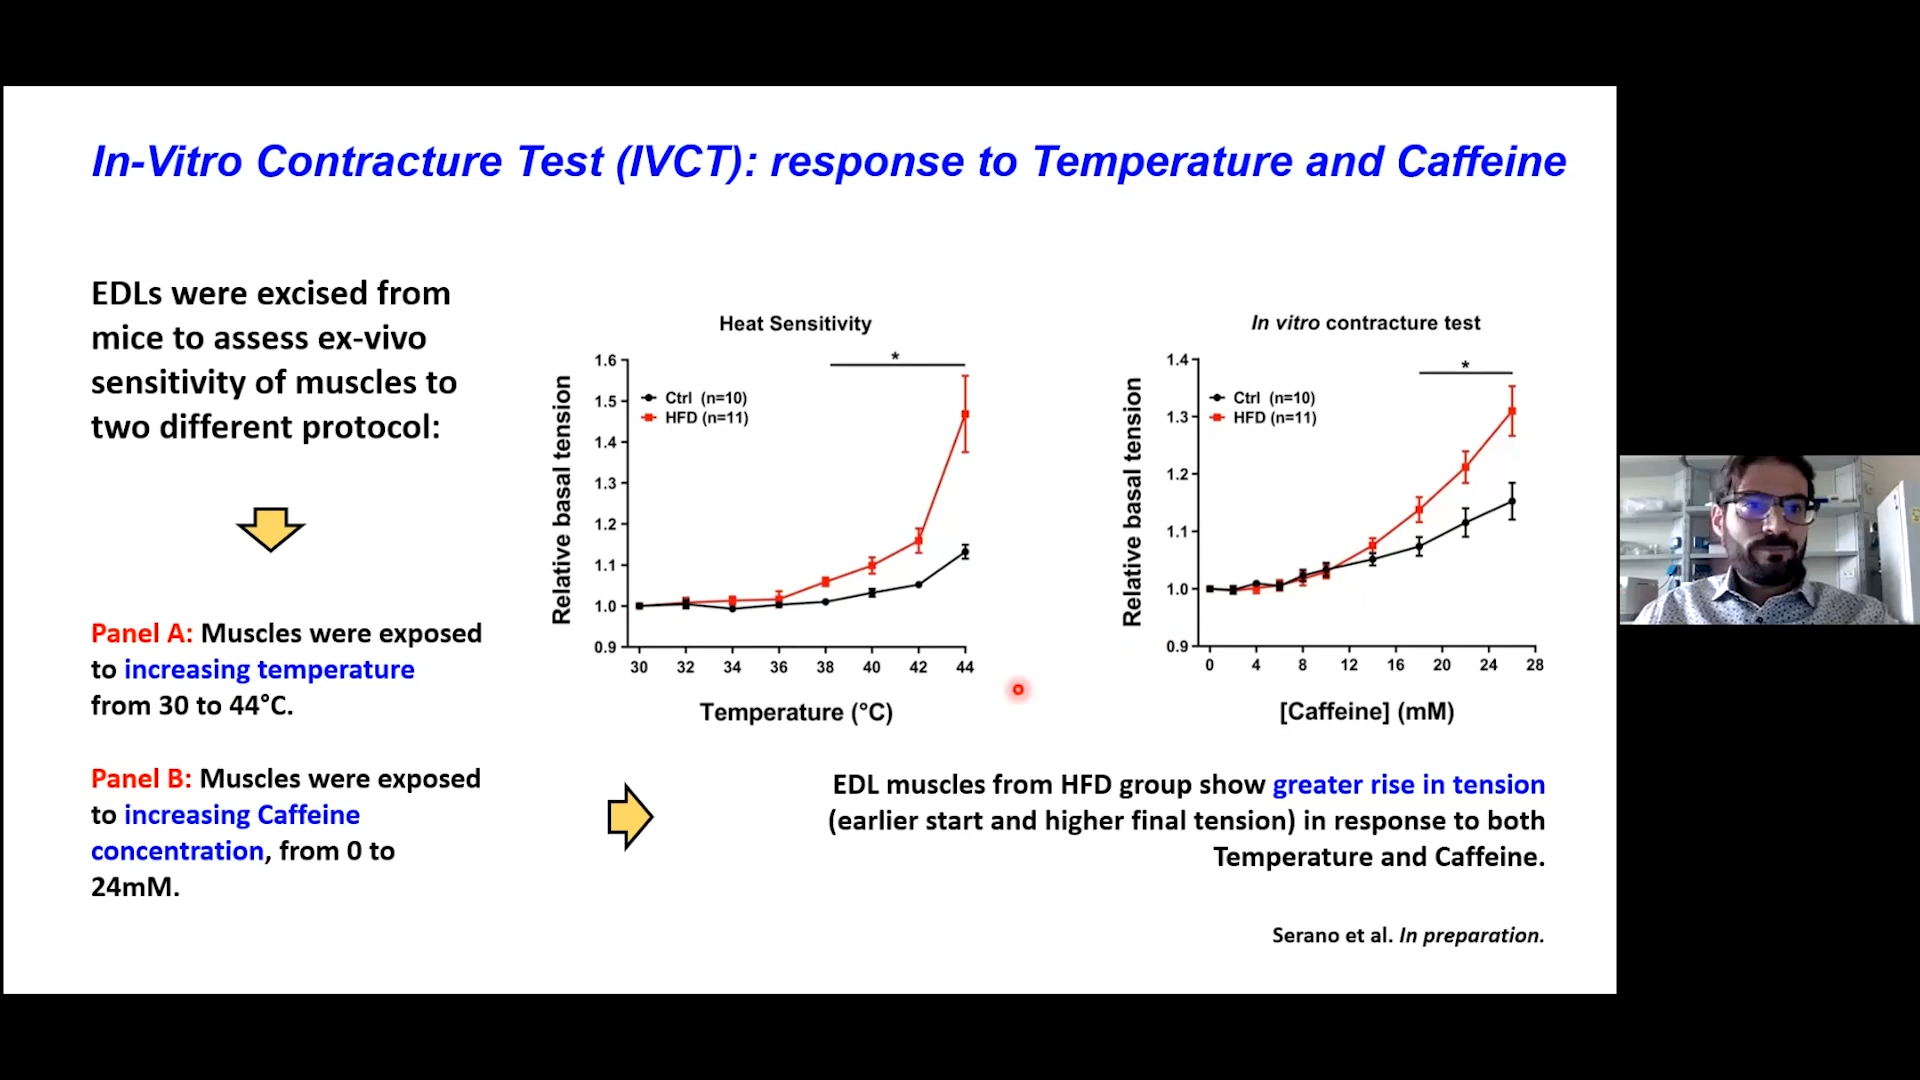 In-Vitro Contracture Test (IVCT): response to Temperature and Caffeine
EDLs were excised from
mice to assess ex-vivo
sensitivity of muscles to
two different protocol:
Panel A: Muscles were exposed
to increasing temperature
from 30 to 44°C.
Panel B: Muscles were exposed
to increasing Caffeine
concentration, from 0 to
24mM.
Heat Sensitivity
Relative basal tension
1.6
1.5
1.4
1.3
1.2
1.1
1.0
0.9
*
Ctrl (n=10)
HFD (n=11)
30 32 34 36 38 40 42 44
Temperature (°C)
In vitro contracture test
Relative basal tension
1.4
1.3
1.2
1.1
1.0
0.9
*
Ctrl (n=10)
HFD (n=11)
0 4 8 12 16 20 24 28
[Caffeine] (mM)
EDL muscles from HFD group show greater rise in tension
(earlier start and higher final tension) in response to both
Temperature and Caffeine.
Serano et al. In preparation.